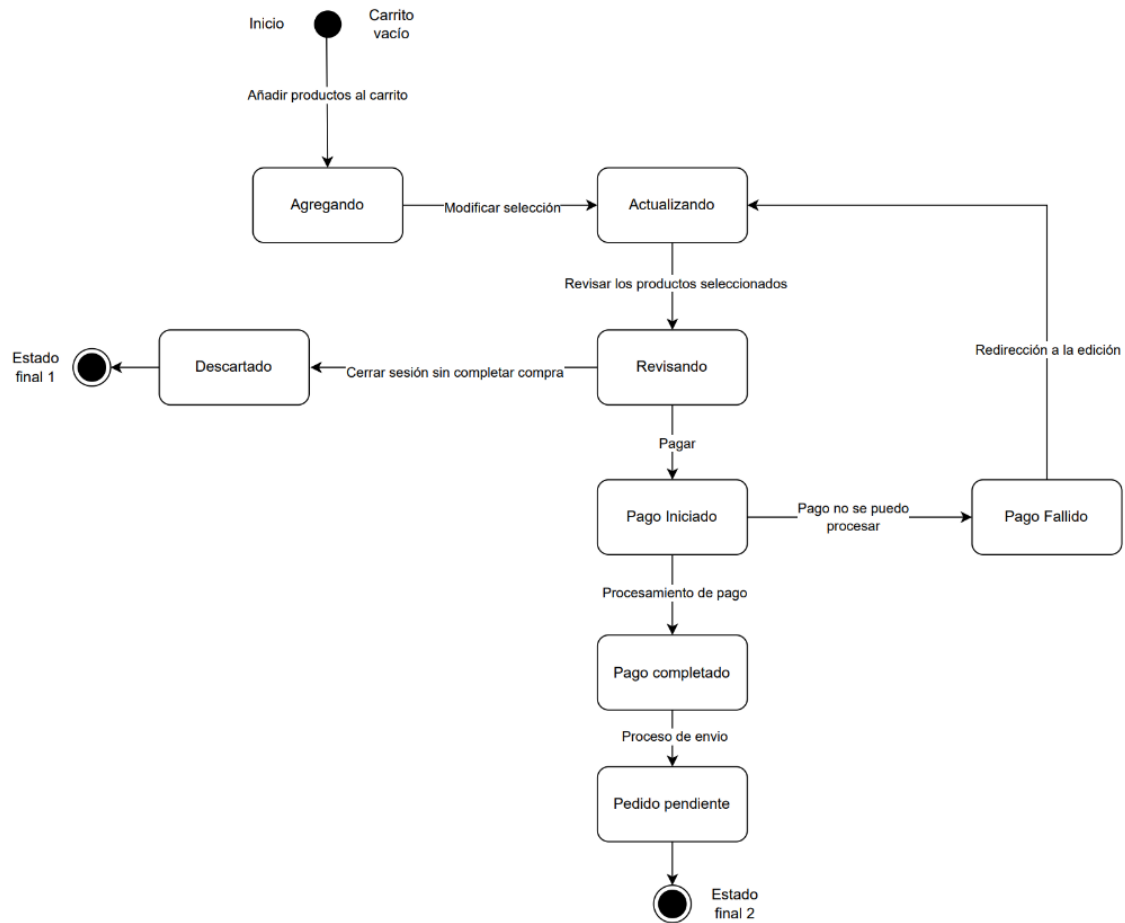 Inicio
Carrito
vacío
Añadir productos al carrito
Agregando
Modificar selección
Actualizando
Revisar los productos seleccionados
Estado
final 1
Descartado
Cerrar sesión sin completar compra
Revisando
Redirección a la edición
Pagar
Pago Iniciado
Pago no se puedo
procesar
Pago Fallido
Procesamiento de pago
Pago completado
Proceso de envio
Pedido pendiente
Estado
final 2